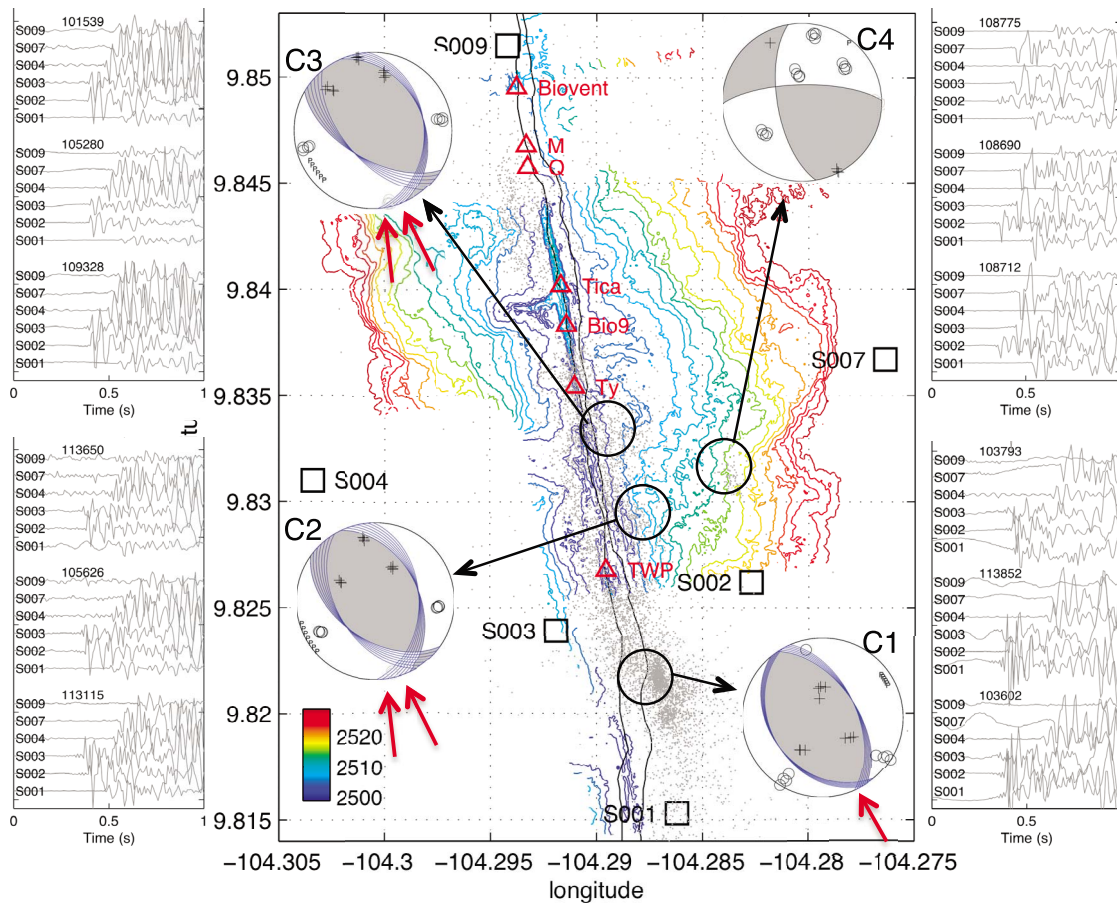 101539
S009
S007
S004
S003
S002
S001
105280
S009
S007
S004
S003
S002
S001
109328
S009
S007
S004
S003
S002
S001
0 0.5 1
Time (s)
tu
113650
S009
S007
S004
S003
S002
S001
105626
S009
S007
S004
S003
S002
S001
113115
S009
S007
S004
S003
S002
S001
0 0.5 1
Time (s)
C3
S009
C4
9.85
Biovent
M
Q
9.845
9.84
Tica
Bio9
S007
9.835
Ty
S004
9.83
C2
TWP
S002
9.825
S003
C1
9.82
2520
2510
2500
S001
9.815
−104.305 −104.3 −104.295 −104.29 −104.285 −104.28 −104.275
longitude
108775
S009
S007
S004
S003
S002
S001
108690
S009
S007
S004
S003
S002
S001
108712
S009
S007
S004
S003
S002
S001
0 0.5 1
Time (s)
103793
S009
S007
S004
S003
S002
S001
113852
S009
S007
S004
S003
S002
S001
103602
S009
S007
S004
S003
S002
S001
0 0.5
Time (s)